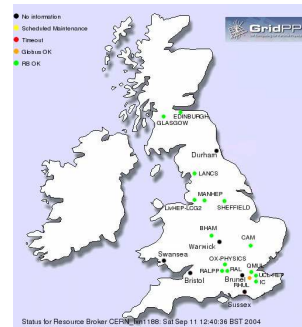 No information
Scheduled Maintenance
Timeout
Globus OK
RB OK
GridPP
EDINBURGH
GLASGOW
Durham
LANCS
MANHEP
LivHEP-LCG2
SHEFFIELD
BHAM
Warwick
CAM
Swansea
OX-PHYSICS
RALPP
RAL
QMUL
UCL-HEP
Bristol
Brunel
IC
RHUL
Sussex
Sat Sep 11 12:40:36 BST 2004
Status for Resource Broker